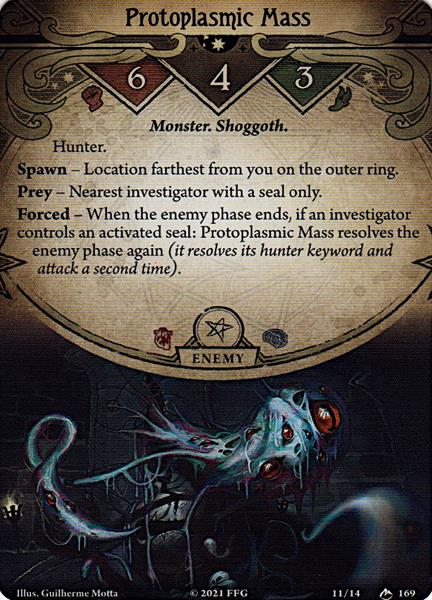 Protoplasmic Mass
6 4 3
Monster. Shoggoth.
Hunter.
Spawn – Location farthest from you on the outer ring.
Prey – Nearest investigator with a seal only.
Forced – When the enemy phase ends, if an investigator
controls an activated seal: Protoplasmic Mass resolves the
enemy phase again (it resolves its hunter keyword and
attack a second time).
ENEMY
Illus. Guilherme Motta © 2021 FFG 11/14 169